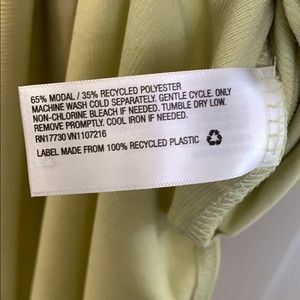 65% MODAL / 35% RECYCLED POLYESTER
MACHINE WASH COLD SEPARATELY. GENTLE CYCLE. ONLY
NON-CHLORINE BLEACH IF NEEDED. TUMBLE DRY LOW.
REMOVE PROMPTLY. COOL IRON IF NEEDED.
RN17730 VN1107216
LABEL MADE FROM 100% RECYCLED PLASTIC